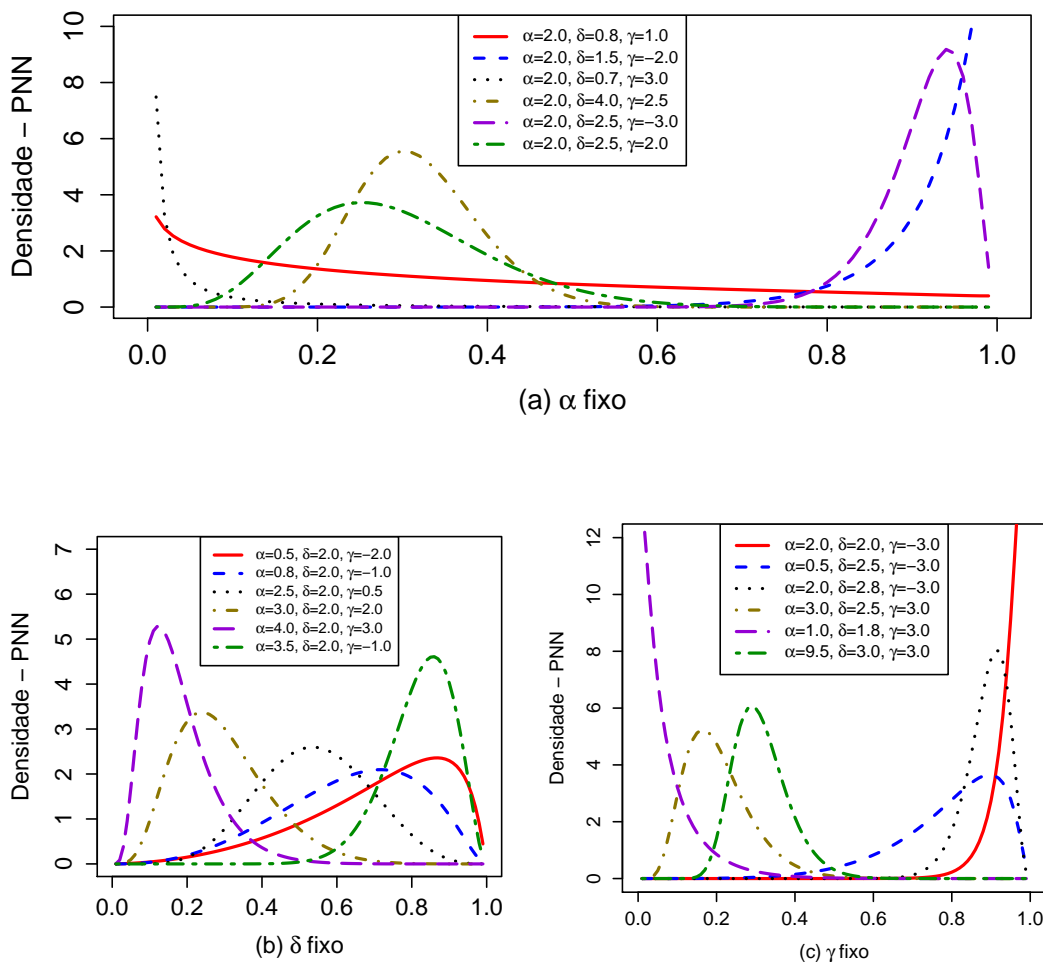 Densidade − PNN
10
8
6
4
2
0
α=2.0, δ=0.8, γ=1.0
α=2.0, δ=1.5, γ=−2.0
α=2.0, δ=0.7, γ=3.0
α=2.0, δ=4.0, γ=2.5
α=2.0, δ=2.5, γ=−3.0
α=2.0, δ=2.5, γ=2.0
0.0 0.2 0.4 0.6 0.8 1.0
(a) α fixo
Densidade − PNN
7
6
5
4
3
2
1
0
α=0.5, δ=2.0, γ=−2.0
α=0.8, δ=2.0, γ=−1.0
α=2.5, δ=2.0, γ=0.5
α=3.0, δ=2.0, γ=2.0
α=4.0, δ=2.0, γ=3.0
α=3.5, δ=2.0, γ=−1.0
0.0 0.2 0.4 0.6 0.8 1.0
(b) δ fixo
Densidade − PNN
12
10
8
6
4
2
0
α=2.0, δ=2.0, γ=−3.0
α=0.5, δ=2.5, γ=−3.0
α=2.0, δ=2.8, γ=−3.0
α=3.0, δ=2.5, γ=3.0
α=1.0, δ=1.8, γ=3.0
α=9.5, δ=3.0, γ=3.0
0.0 0.2 0.4 0.6 0.8 1.0
(c) γ fixo